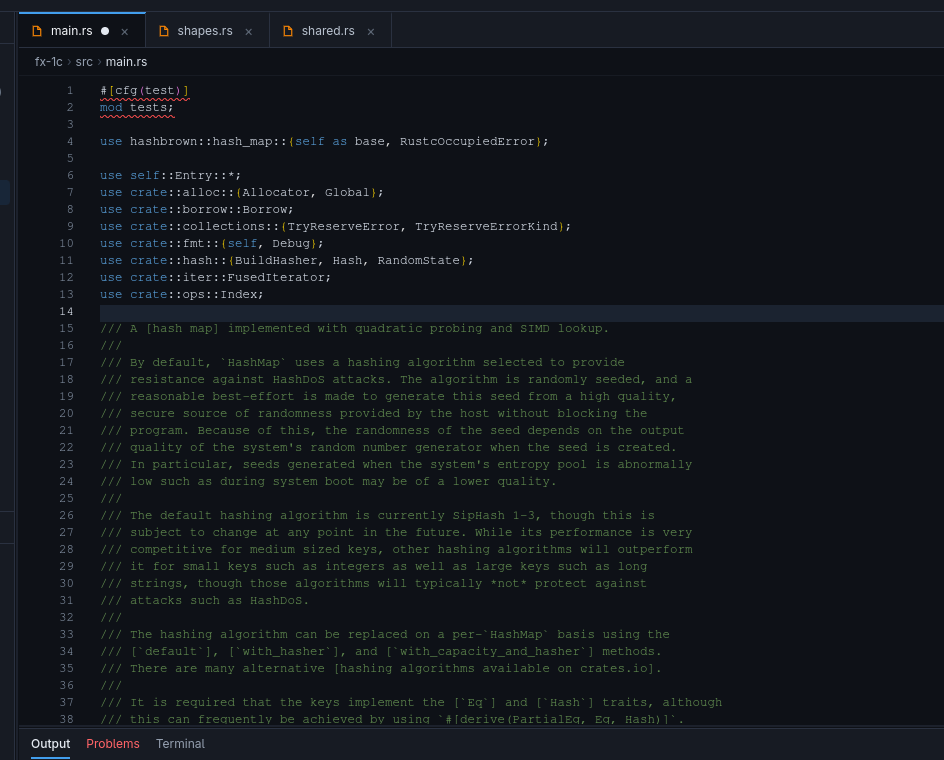 main.rs
shapes.rs
shared.rs
fx-1c › src › main.rs
1 #[cfg(test)]
2 mod tests;
3
4 use hashbrown::hash_map::{self as base, RustcOccupiedError};
5
6 use self::Entry::*;
7 use crate::alloc::{Allocator, Global};
8 use crate::borrow::Borrow;
9 use crate::collections::{TryReserveError, TryReserveErrorKind};
10 use crate::fmt::{self, Debug};
11 use crate::hash::{BuildHasher, Hash, RandomState};
12 use crate::iter::FusedIterator;
13 use crate::ops::Index;
14
15 /// A [hash map] implemented with quadratic probing and SIMD lookup.
16 ///
17 /// By default, `HashMap` uses a hashing algorithm selected to provide
18 /// resistance against HashDoS attacks. The algorithm is randomly seeded, and a
19 /// reasonable best-effort is made to generate this seed from a high quality,
20 /// secure source of randomness provided by the host without blocking the
21 /// program. Because of this, the randomness of the seed depends on the output
22 /// quality of the system's random number generator when the seed is created.
23 /// In particular, seeds generated when the system's entropy pool is abnormally
24 /// low such as during system boot may be of a lower quality.
25 ///
26 /// The default hashing algorithm is currently SipHash 1-3, though this is
27 /// subject to change at any point in the future. While its performance is very
28 /// competitive for medium sized keys, other hashing algorithms will outperform
29 /// it for small keys such as integers as well as large keys such as long
30 /// strings, though those algorithms will typically *not* protect against
31 /// attacks such as HashDoS.
32 ///
33 /// The hashing algorithm can be replaced on a per-`HashMap` basis using the
34 /// [`default`], [`with_hasher`], and [`with_capacity_and_hasher`] methods.
35 /// There are many alternative [hashing algorithms available on crates.io].
36 ///
37 /// It is required that the keys implement the [`Eq`] and [`Hash`] traits, although
38 /// this can frequently be achieved by using `#[derive(PartialEq, Eq, Hash)]`.
Output Problems Terminal